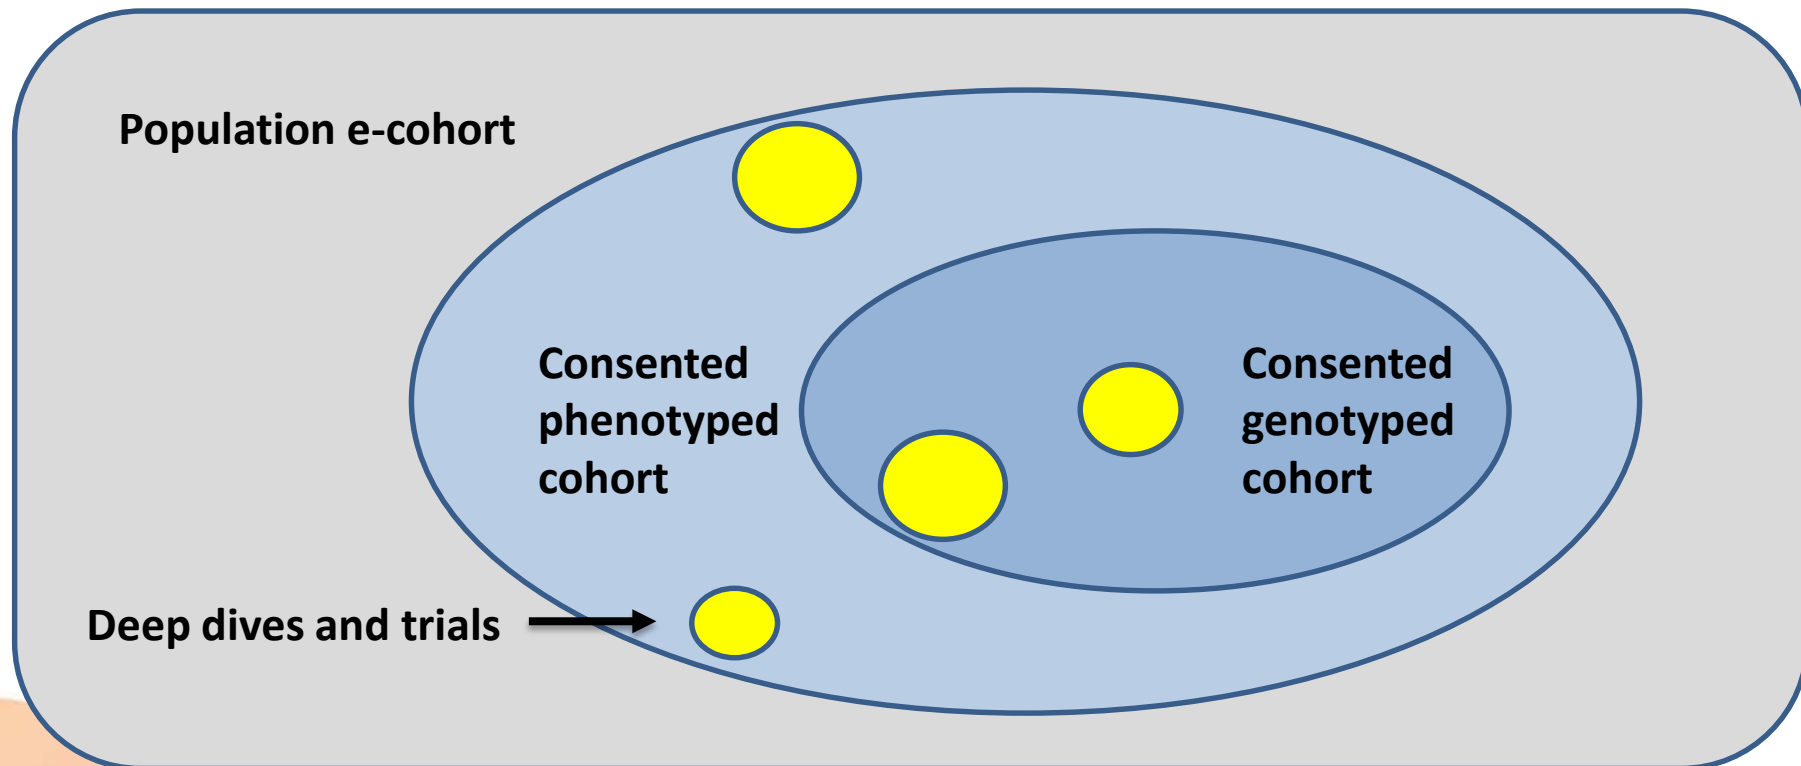 Population e-cohort
Consented
phenotyped
cohort
Consented
genotyped
cohort
Deep dives and trials